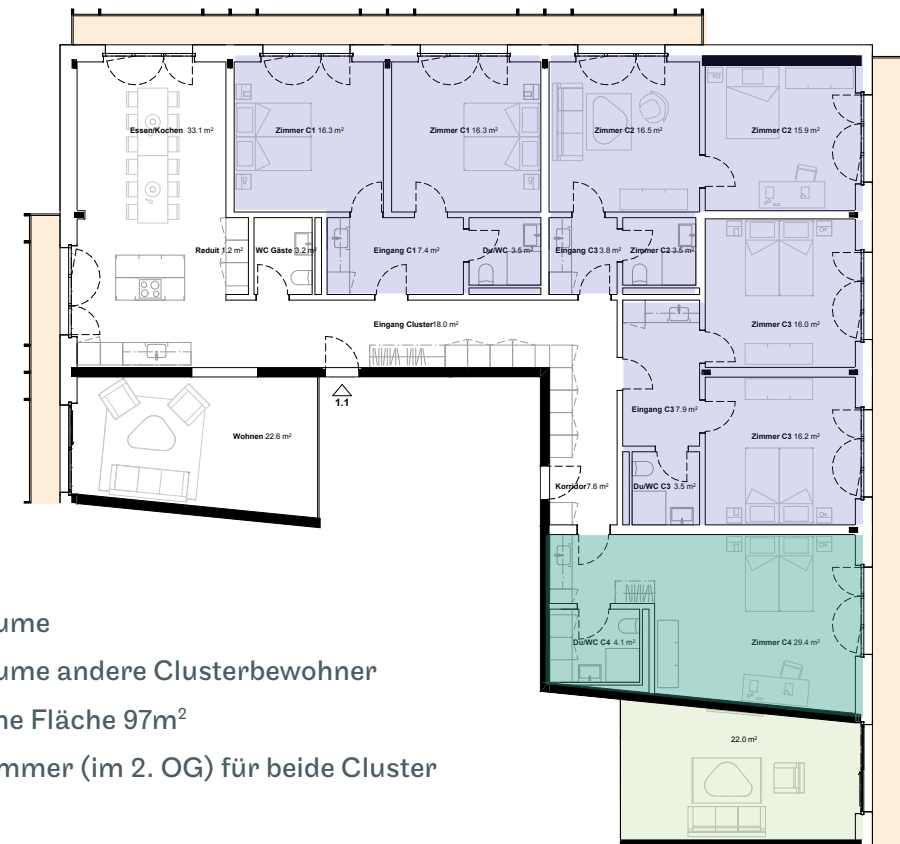 Essen/Kochen 33.1 m²
Zimmer C1 16.3 m²
Zimmer C1 16.3 m²
Zimmer C2 16.5 m²
Zimmer C2 15.9 m²
Reduit 1.2 m²
WC Gäste 3.2 m²
Eingang C1 7.4 m²
Du/WC 3.5 m²
Eingang C3 3.8 m²
Zimmer C2 3.5 m²
Eingang Cluster18.0 m²
Zimmer C3 16.0 m²
1.1
Eingang C3 7.9 m²
Wohnen 22.6 m²
Zimmer C3 16.2 m²
Korridor7.6 m²
Du/WC C3 3.5 m²
Du/WC C4 4.1 m²
Zimmer C4 29.4 m²
22.0 m²
ume
ume andere Clusterbewohner
ne Fläche 97m²
mmer (im 2. OG) für beide Cluster